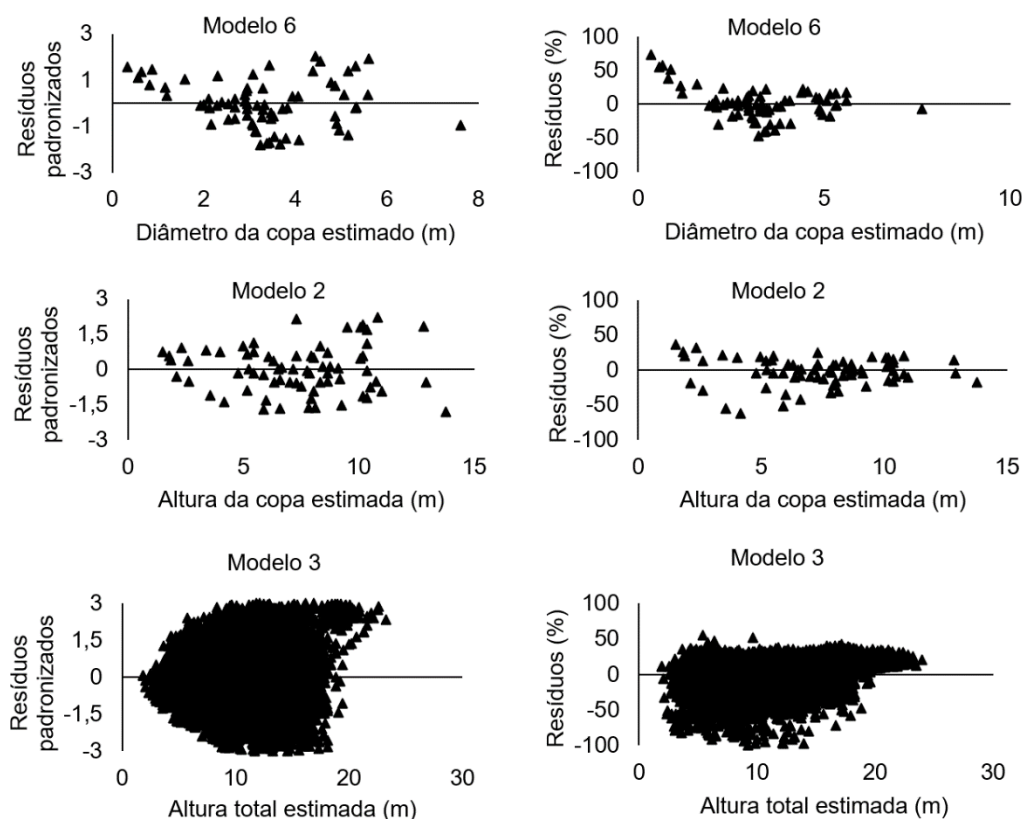 Modelo 6
Resíduos
padronizados
3
1
-1
-3
0
2
4
6
8
Diâmetro da copa estimado (m)
Modelo 6
Resíduos (%)
100
50
0
-50
-100
0
5
10
Diâmetro da copa estimado (m)
Modelo 2
Resíduos
padronizados
3
1,5
0
-1,5
-3
0
5
10
15
Altura da copa estimada (m)
Modelo 2
Resíduos (%)
100
50
0
-50
-100
0
5
10
15
Altura da copa estimada (m)
Modelo 3
Resíduos
padronizados
3
1,5
0
-1,5
-3
0
10
20
30
Altura total estimada (m)
Modelo 3
Resíduos (%)
100
50
0
-50
-100
0
10
20
30
Altura total estimada (m)